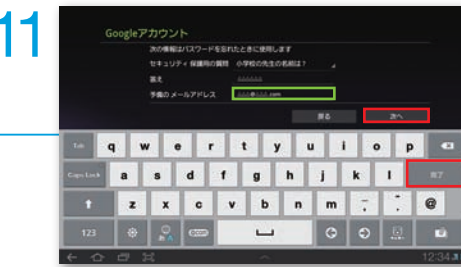 11
Googleアカウント
次の情報はパスワードを忘れたときに使用します
セキュリティ保護用の質問 小学校の先生の名前は？
答え △△△△△△
予備のメールアドレス △△△@△△△.com
戻る 次へ
Tab q w e r t y u i o p
Caps Lock a s d f g h j k l 完了
z x c v b n m - . @
123 あA .com
12:34